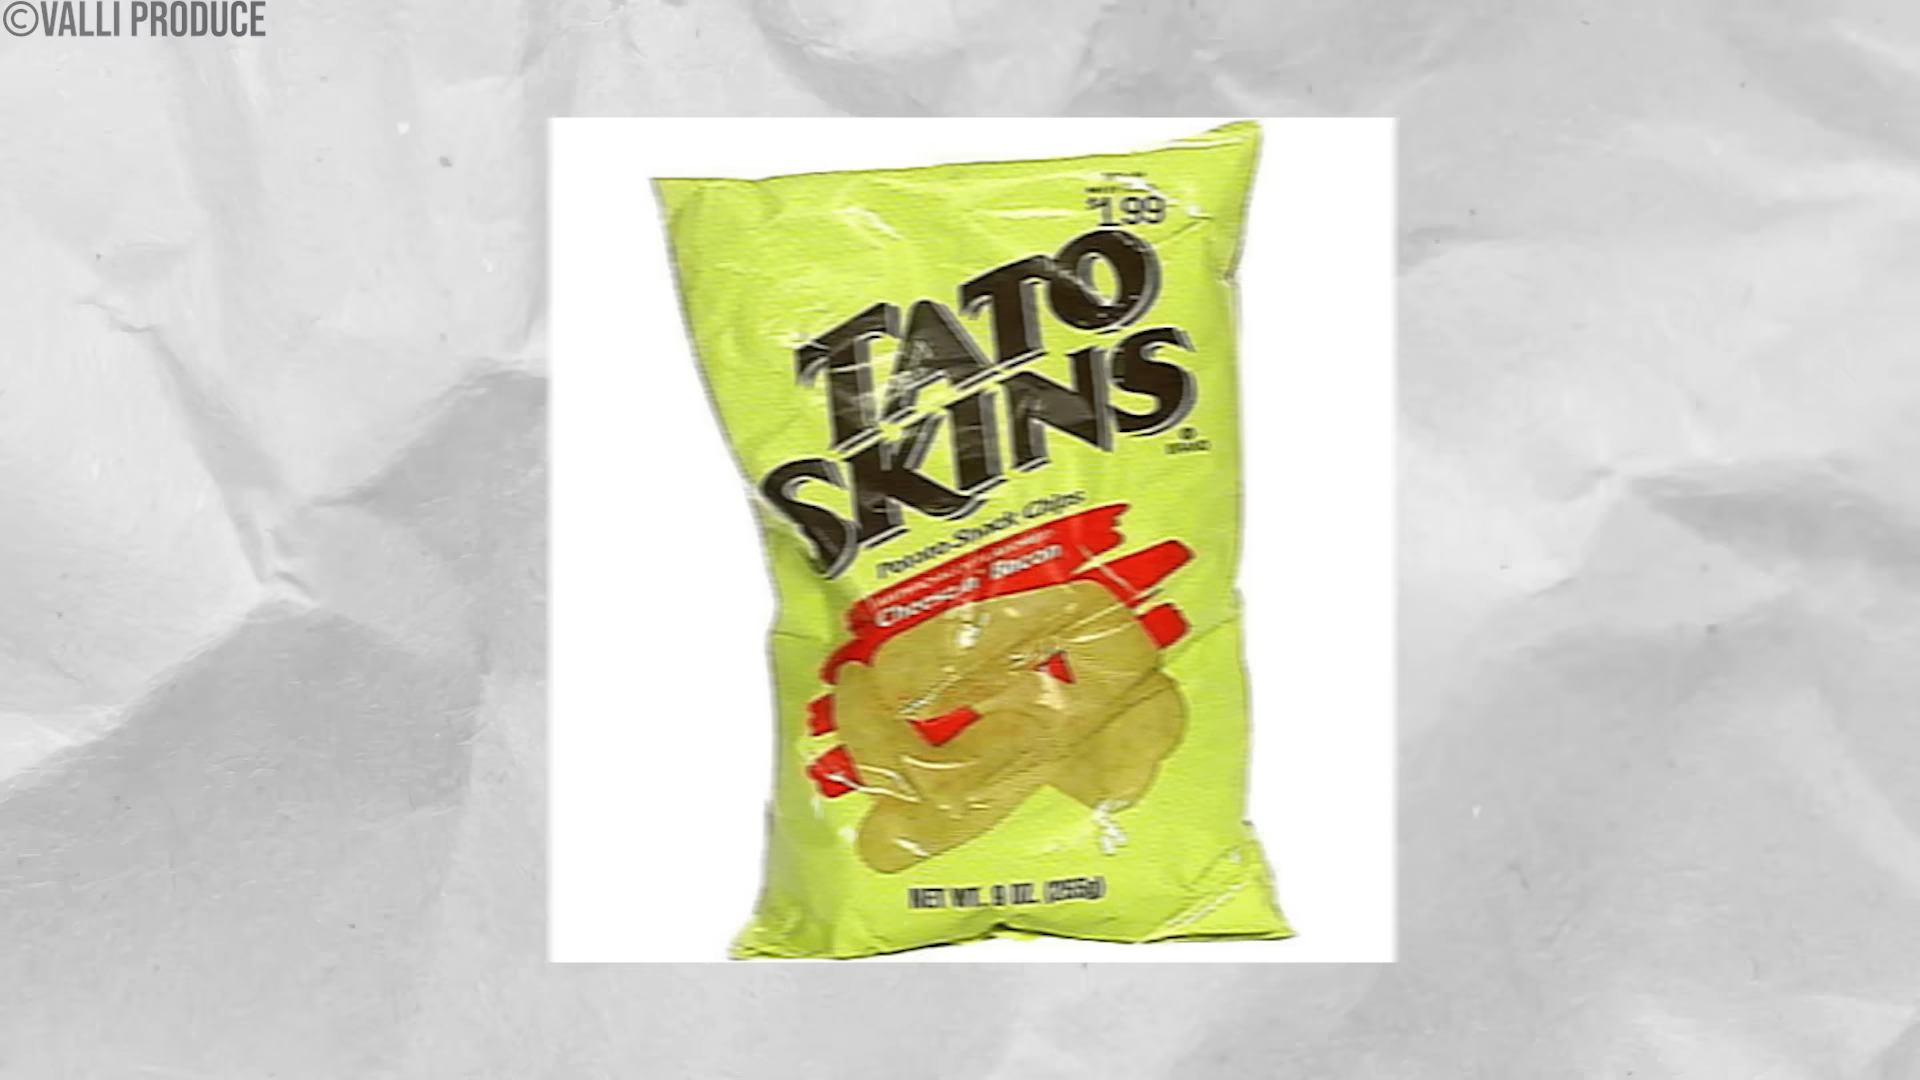 ©VALLI PRODUCE
$1.99
TATO
SKINS
Potato Snack Chips
Cheese n' Bacon
NET WT. 9 OZ. (255g)